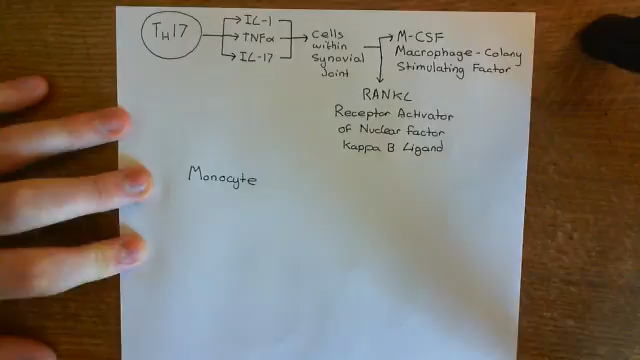 TH17
IL-1
TNFα
IL-17
Cells
within
Synovial
Joint
M-CSF
Macrophage-Colony
Stimulating Factor
RANKL
Receptor Activator
of Nuclear Factor
Kappa B Ligand
Monocyte